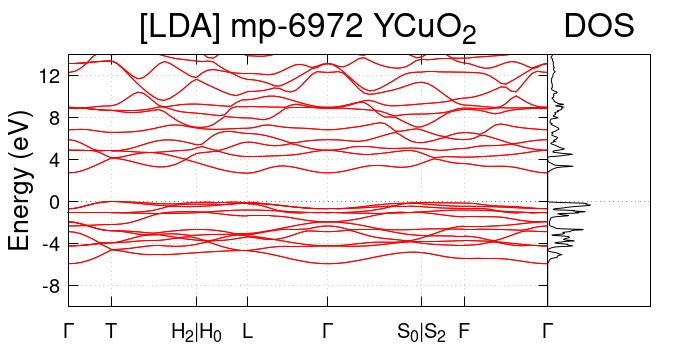 [LDA] mp-6972 YCuO₂ DOS
Energy (eV)
12
8
4
0
-4
-8
Γ T H₂|H₀ L Γ S₀|S₂ F Γ